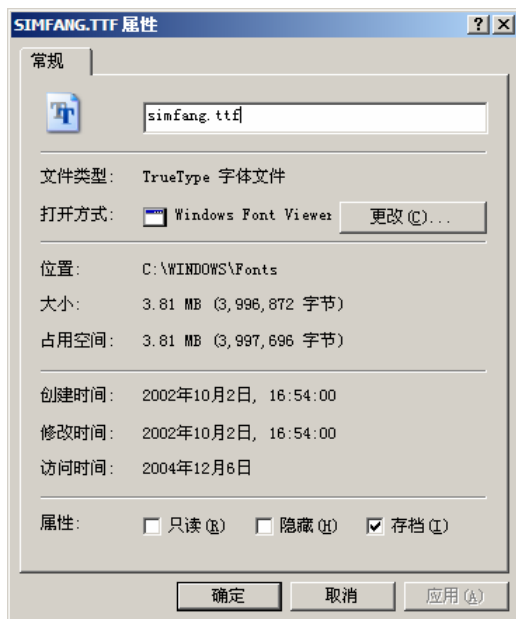 SIMFANG.TTF 属性
常规
simfang.ttf
文件类型: TrueType 字体文件
打开方式: Windows Font Viewer 更改(C)...
位置: C:\WINDOWS\Fonts
大小: 3.81 MB (3,996,872 字节)
占用空间: 3.81 MB (3,997,696 字节)
创建时间: 2002年10月2日, 16:54:00
修改时间: 2002年10月2日, 16:54:00
访问时间: 2004年12月6日
属性: 只读(R) 隐藏(H) 存档(I)
确定 取消 应用(A)